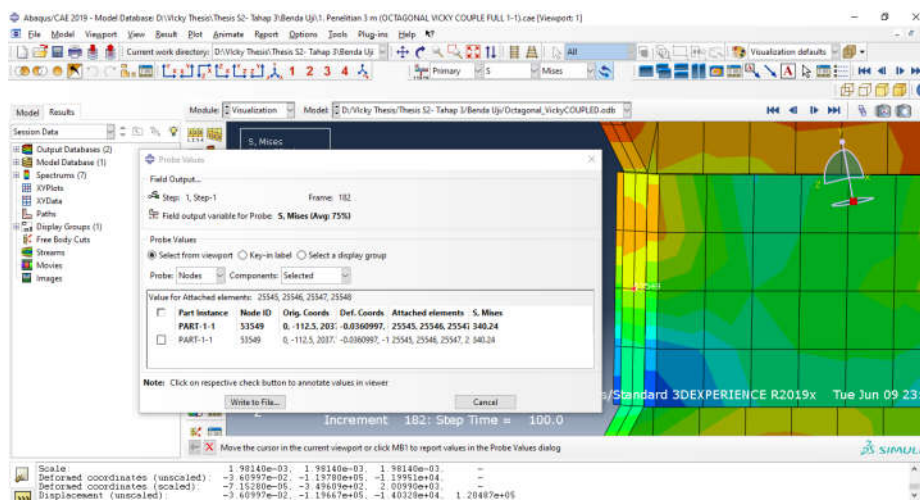 Abaqus/CAE 2019 - Model Database: D:\Vicky Thesis\Thesis S2- Tahap 3\Benda Uji\1. Penelitian 3 m (OCTAGONAL VICKY COUPLE FULL 1-1).cae [Viewport: 1]
File Model Viewport View Result Plot Animate Report Options Tools Plug-ins Help
Current work directory: D:\Vicky Thesis\Thesis S2- Tahap 3\Benda Uji
All
Visualization defaults
1 2 3 4
Primary S Mises
Model Results
Module: Visualization Model: D:/Vicky Thesis/Thesis S2- Tahap 3/Benda Uji/Octagonal_VickyCOUPLED.odb
Session Data
Output Databases (2)
Model Database (1)
Spectrums (7)
XYPlots
XYData
Paths
Display Groups (1)
Free Body Cuts
Streams
Movies
Images
S, Mises
Probe Values
Field Output...
Step: 1, Step-1 Frame: 182
Field output variable for Probe: S, Mises (Avg: 75%)
Probe Values
Select from viewport Key-in label Select a display group
Probe: Nodes Components: Selected
Value for Attached elements: 25545, 25546, 25547, 25548
Part Instance Node ID Orig. Coords Def. Coords Attached elements S, Mises
PART-1-1 53549 0, -112.5, 203 -0.0360997, 25545, 25546, 2554 340.24
PART-1-1 53549 0, -112.5, 2037. -0.0360997, -1 25545, 25546, 25547, 2 340.24
Note: Click on respective check button to annotate values in viewer
Write to File... Cancel
/Standard 3DEXPERIENCE R2019x Tue Jun 09 23:
Increment 182: Step Time = 100.0
Move the cursor in the current viewport or click MB1 to report values in the Probe Values dialog
SIMUL
Scale 1.98140e-03, 1.98140e-03, 1.98140e-03, -
Deformed coordinates (unscaled): -3.60997e-02, -1.19780e+05, -1.19951e+04, -
Deformed coordinates (scaled): -7.15280e-05, -3.49609e+02, 2.00990e+03, -
Displacement (unscaled): -3.60997e-02, -1.19667e+05, -1.40328e+04, 1.20487e+05